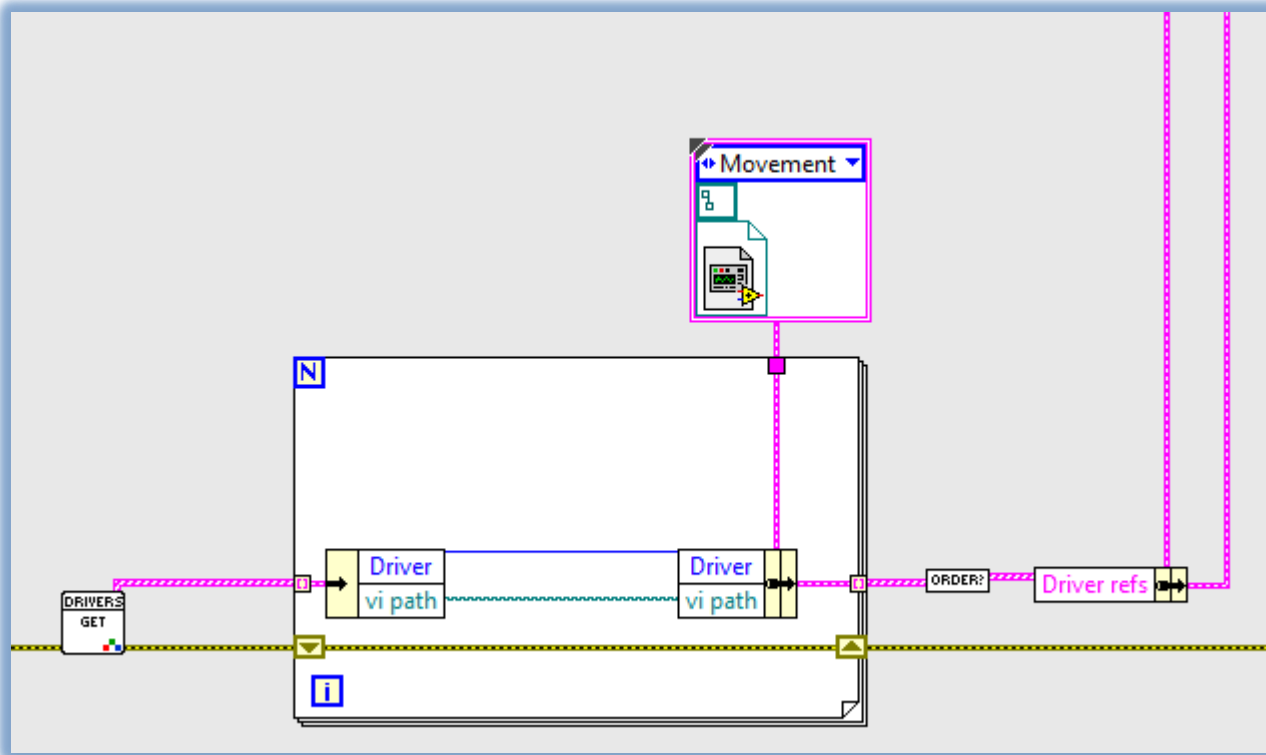 Movement
N
Driver
vi path
Driver
vi path
DRIVERS
GET
ORDER?
Driver refs
i